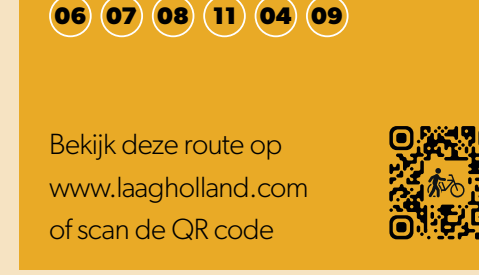 06 07 08 11 04 09
Bekijk deze route op
www.laagholland.com
of scan de QR code